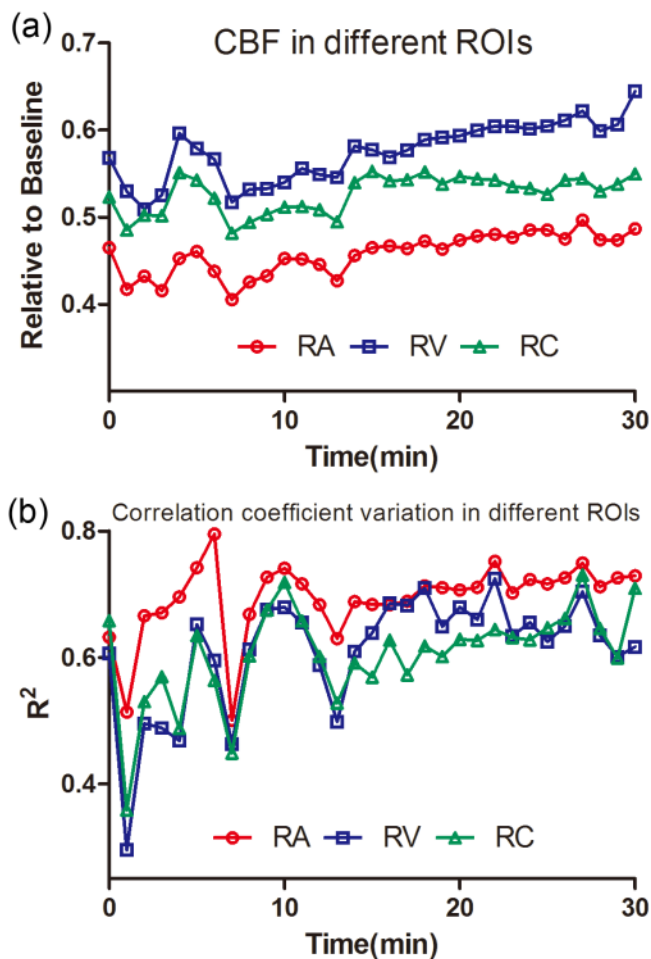 (a)
CBF in different ROIs
Relative to Baseline
0.7
0.6
0.5
0.4
RA RV RC
0 10 20 30
Time(min)
(b)
Correlation coefficient variation in different ROIs
R²
0.8
0.6
0.4
RA RV RC
0 10 20 30
Time(min)